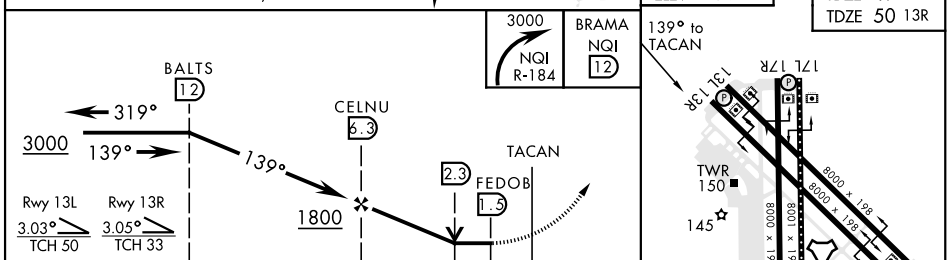 TDZE 50 13R
3000
NQI
R-184
BRAMA
NQI
12
139° to
TACAN
BALTS
12
319°
3000
139°
139°
CELNU
6.3
1800
2.3
FEDOB
1.5
TACAN
Rwy 13L
3.03°
TCH 50
Rwy 13R
3.05°
TCH 33
13L
13R
17R
17L
P
P
TWR
150
145
8000 x 198
8000 x 198
8000 x
8001 x